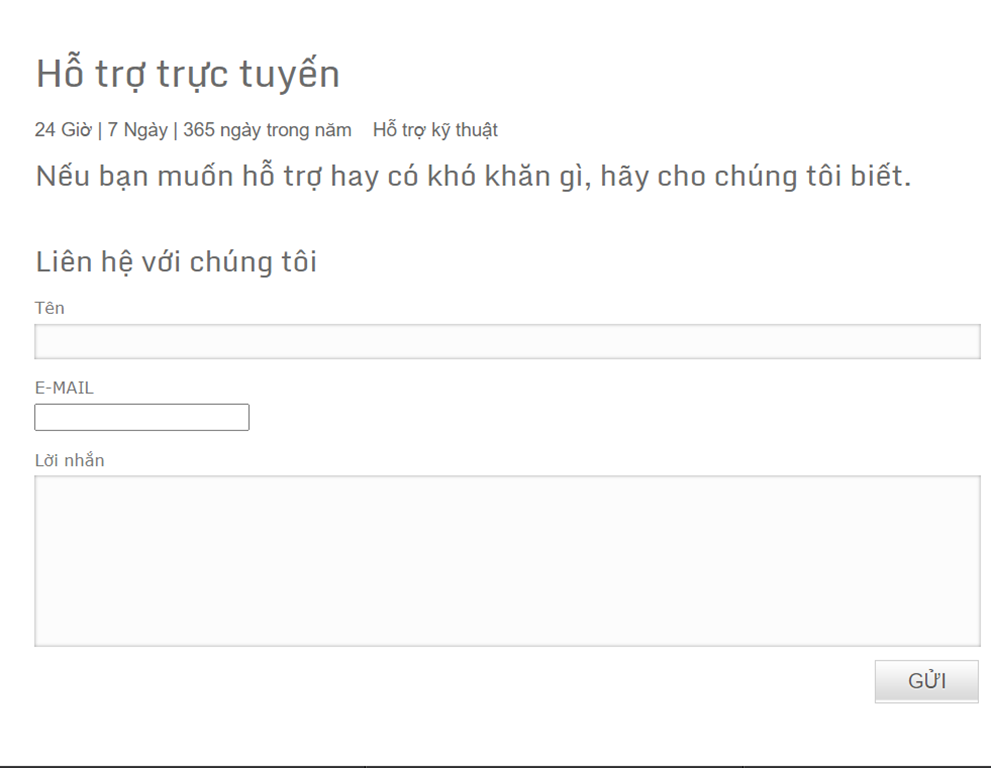 Hỗ trợ trực tuyến
24 Giờ | 7 Ngày | 365 ngày trong năm Hỗ trợ kỹ thuật
Nếu bạn muốn hỗ trợ hay có khó khăn gì, hãy cho chúng tôi biết.
Liên hệ với chúng tôi
Tên
E-MAIL
Lời nhắn
GỬI